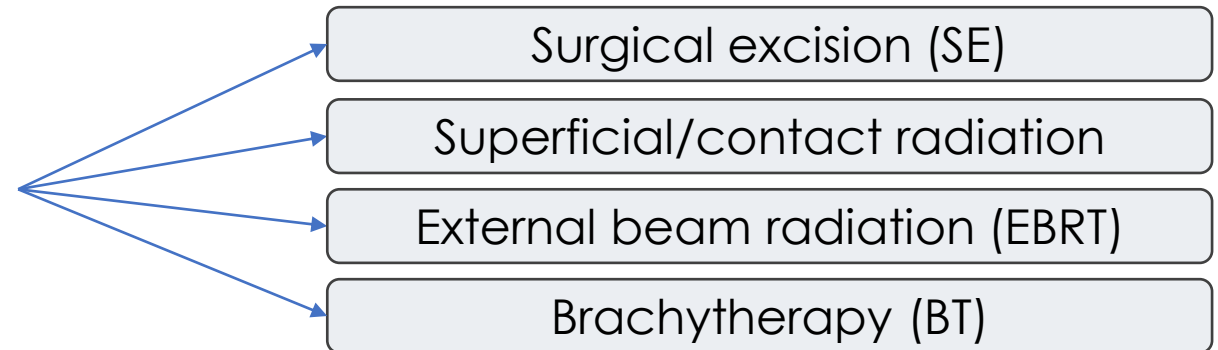 Surgical excision (SE)
Superficial/contact radiation
External beam radiation (EBRT)
Brachytherapy (BT)